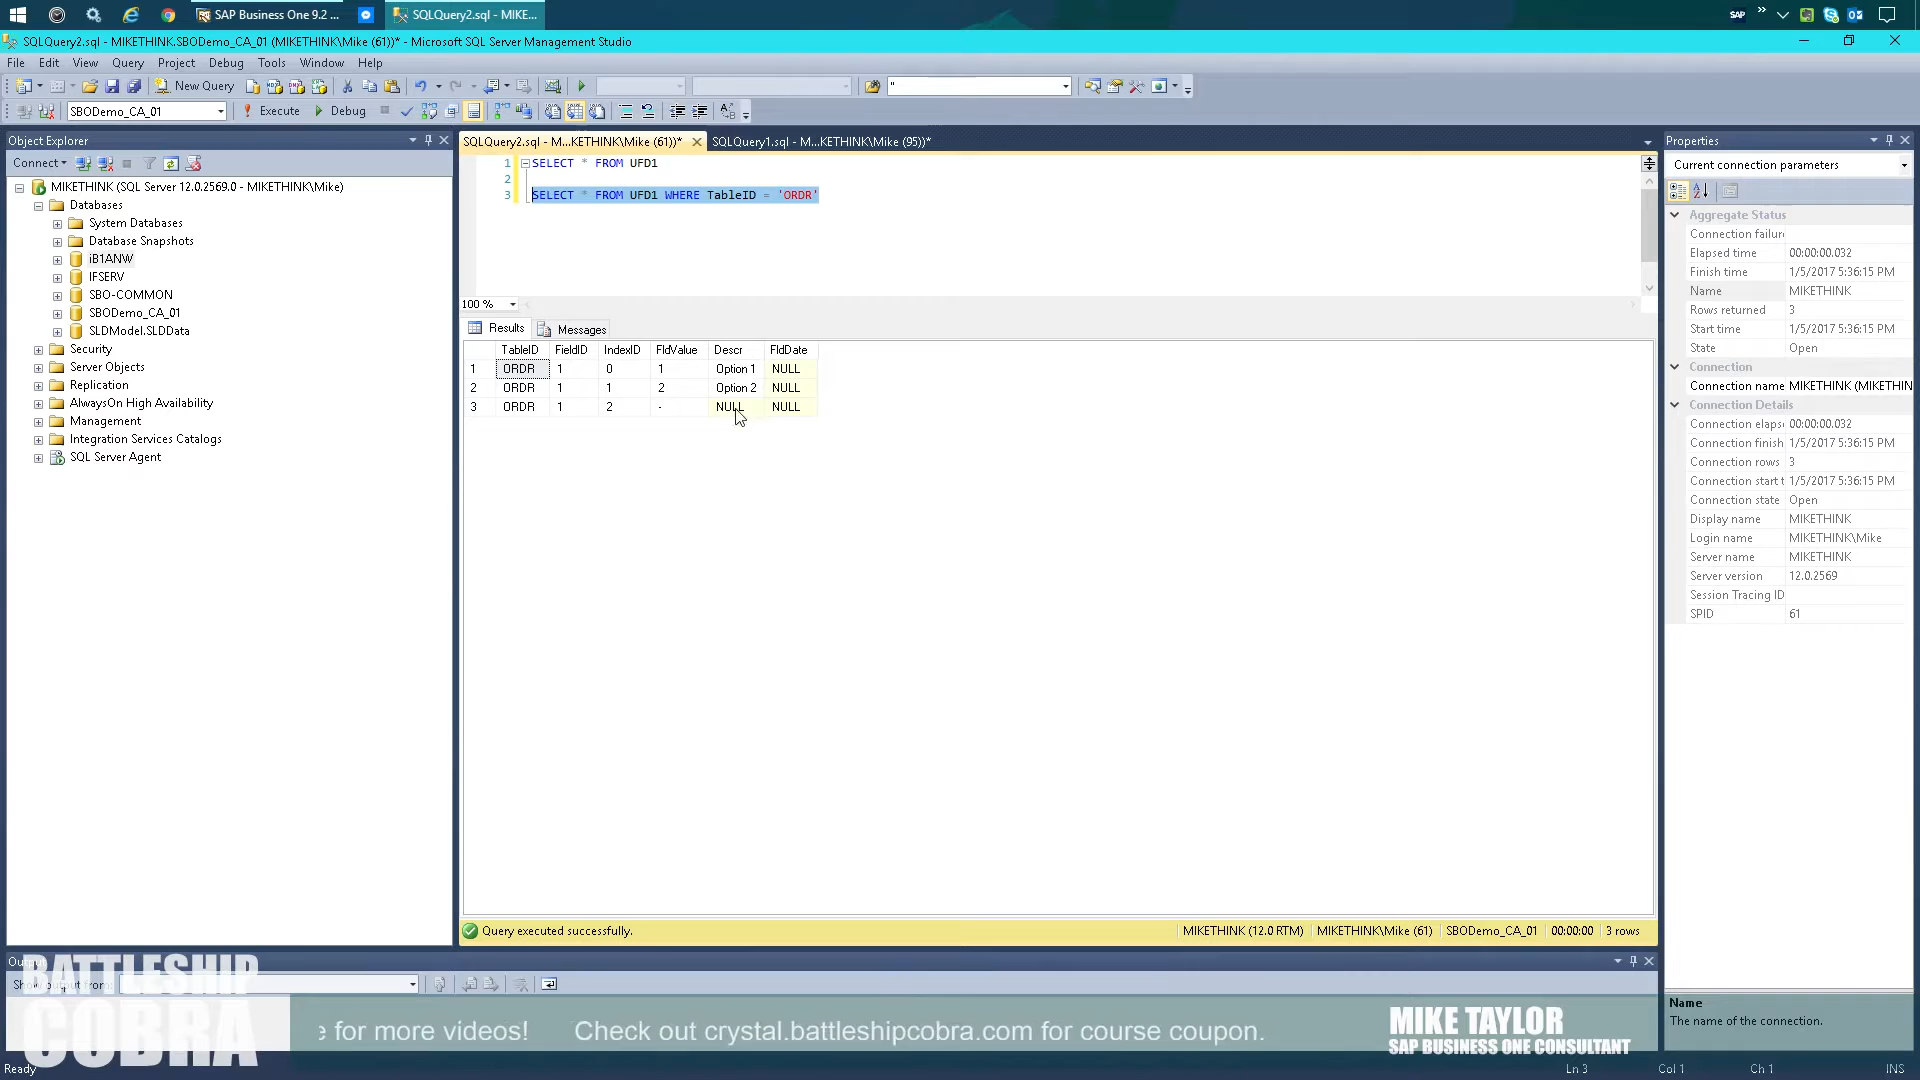 SAP Business One 9.2 ...
SQLQuery2.sql - MIKE...
SAP
SQLQuery2.sql - MIKETHINK.SBODemo_CA_01 (MIKETHINK\Mike (61))* - Microsoft SQL Server Management Studio
File Edit View Query Project Debug Tools Window Help
New Query
SBODemo_CA_01 Execute Debug
Object Explorer
Connect
MIKETHINK (SQL Server 12.0.2569.0 - MIKETHINK\Mike)
Databases
System Databases
Database Snapshots
iB1ANW
IFSERV
SBO-COMMON
SBODemo_CA_01
SLDModel.SLDData
Security
Server Objects
Replication
AlwaysOn High Availability
Management
Integration Services Catalogs
SQL Server Agent
SQLQuery2.sql - M...KETHINK\Mike (61))* SQLQuery1.sql - M...KETHINK\Mike (95))*
1 SELECT * FROM UFD1
2
3 SELECT * FROM UFD1 WHERE TableID = 'ORDR'
100 %
Results Messages
TableID FieldID IndexID FldValue Descr FldDate
1 ORDR 1 0 1 Option 1 NULL
2 ORDR 1 1 2 Option 2 NULL
3 ORDR 1 2 - NULL NULL
Query executed successfully. MIKETHINK (12.0 RTM) MIKETHINK\Mike (61) SBODemo_CA_01 00:00:00 3 rows
Properties
Current connection parameters
Aggregate Status
Connection failure
Elapsed time 00:00:00.032
Finish time 1/5/2017 5:36:15 PM
Name MIKETHINK
Rows returned 3
Start time 1/5/2017 5:36:15 PM
State Open
Connection
Connection name MIKETHINK (MIKETHIN
Connection Details
Connection elaps 00:00:00.032
Connection finish 1/5/2017 5:36:15 PM
Connection rows 3
Connection start t 1/5/2017 5:36:15 PM
Connection state Open
Display name MIKETHINK
Login name MIKETHINK\Mike
Server name MIKETHINK
Server version 12.0.2569
Session Tracing ID
SPID 61
Name
The name of the connection.
Output
Show output from:
BATTLESHIP
COBRA
e for more videos! Check out crystal.battleshipcobra.com for course coupon.
MIKE TAYLOR
SAP BUSINESS ONE CONSULTANT
Ready Ln 3 Col 1 Ch 1 INS